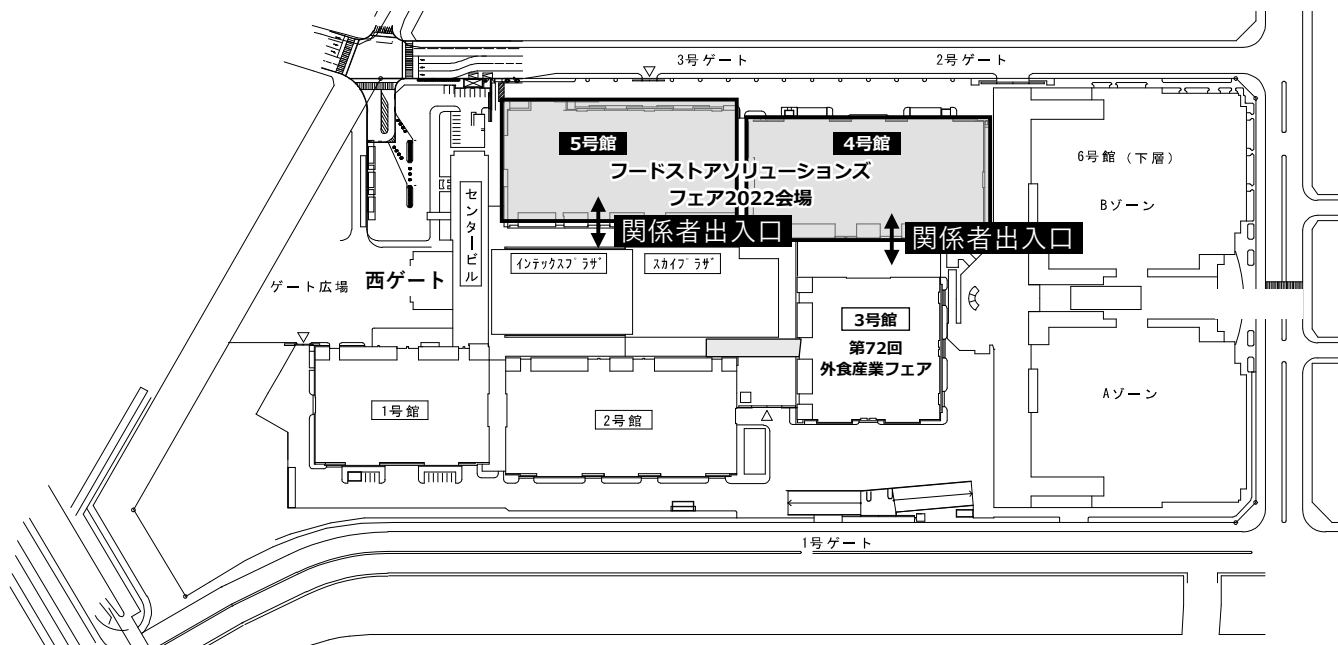 3号ゲート
2号ゲート
5号館
4号館
フードストアソリューションズ
フェア2022会場
6号館（下層）
Bゾーン
センタービル
関係者出入口
関係者出入口
インテックスプラザ
スカイプラザ
ゲート広場
西ゲート
3号館
第72回
外食産業フェア
Aゾーン
1号館
2号館
1号ゲート